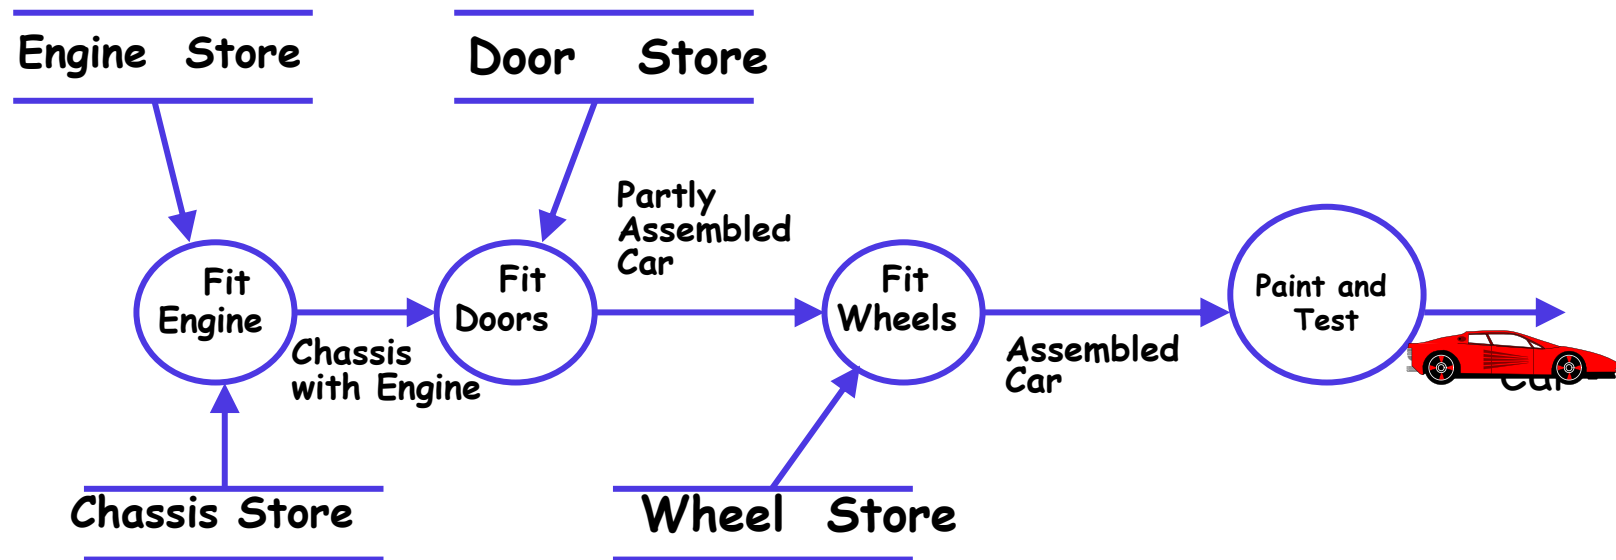 Engine Store
Door Store
Partly
Assembled
Car
Fit
Engine
Fit
Doors
Fit
Wheels
Paint and
Test
Chassis
with Engine
Assembled
Car
Car
Chassis Store
Wheel Store